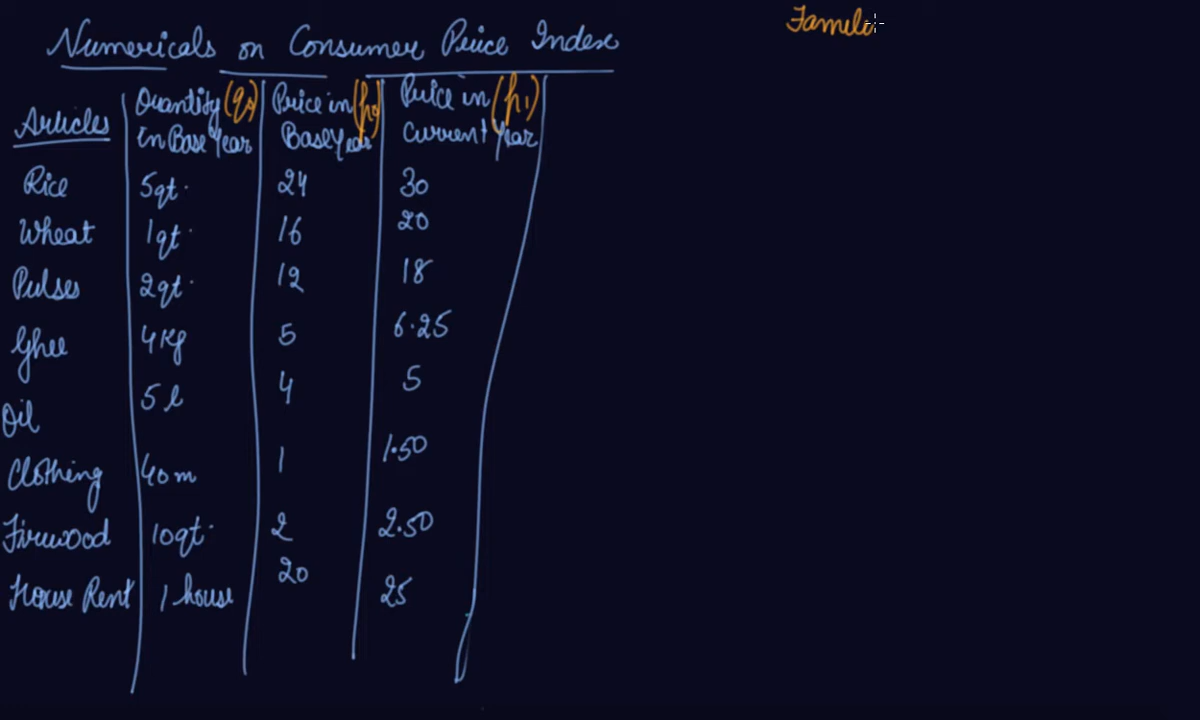 Numericals on Consumer Price Index
Famil
Articles | Quantity (q₀) In Base Year | Price in (p₀) Base Year | Price in (p₁) Current Year
Rice 5qt. 24 30
Wheat 1qt. 16 20
Pulses 2qt. 12 18
Ghee 4Kg 5 6.25
Oil 5 l 4 5
Clothing 40m 1 1.50
Firewood 10qt. 2 2.50
House Rent 1 house 20 25